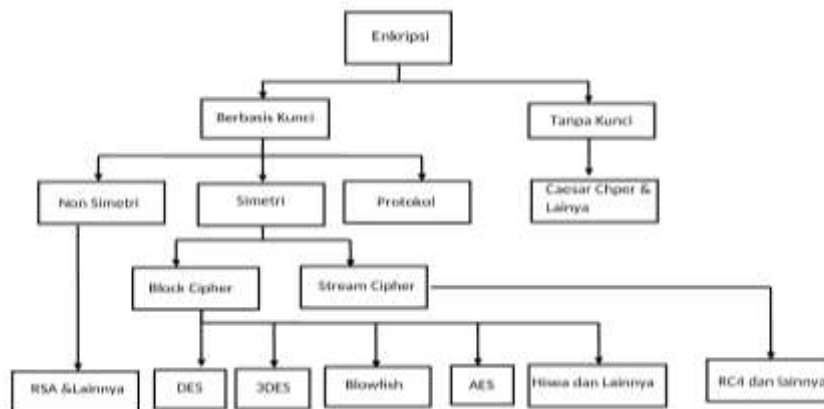 Enkripsi
Berbasis Kunci
Tanpa Kunci
Non Simetri
Simetri
Protokol
Caesar Chper &
Lainya
Block Cipher
Stream Cipher
RSA &Lainnya
DES
3DES
Blowfish
AES
dan Lainnya
RC4 dan lainnya